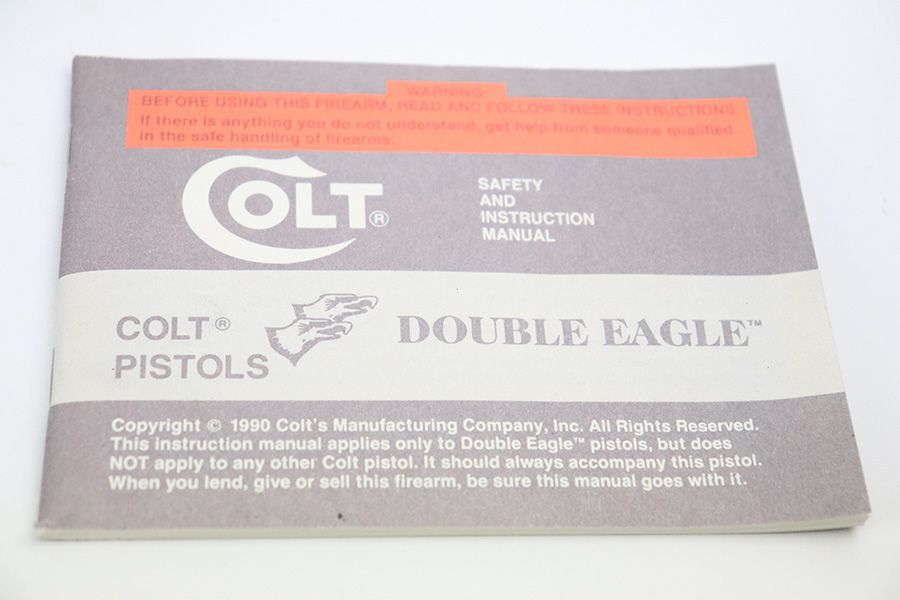 WARNING
BEFORE USING THIS FIREARM, READ AND FOLLOW THESE INSTRUCTIONS
If there is anything you do not understand, get help from someone qualified
in the safe handling of firearms.
COLT®
SAFETY
AND
INSTRUCTION
MANUAL
COLT®
PISTOLS
DOUBLE EAGLE™
Copyright © 1990 Colt's Manufacturing Company, Inc. All Rights Reserved.
This instruction manual applies only to Double Eagle™ pistols, but does
NOT apply to any other Colt pistol. It should always accompany this pistol.
When you lend, give or sell this firearm, be sure this manual goes with it.